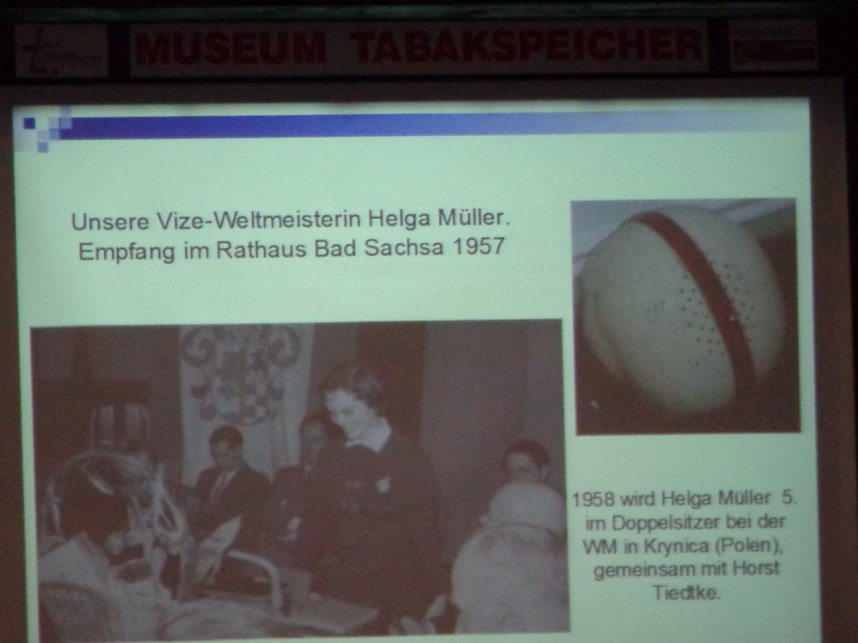 MUSEUM TABAKSPEICHER
Unsere Vize-Weltmeisterin Helga Müller.
Empfang im Rathaus Bad Sachsa 1957
1958 wird Helga Müller 5.
im Doppelsitzer bei der
WM in Krynica (Polen),
gemeinsam mit Horst
Tiedtke.